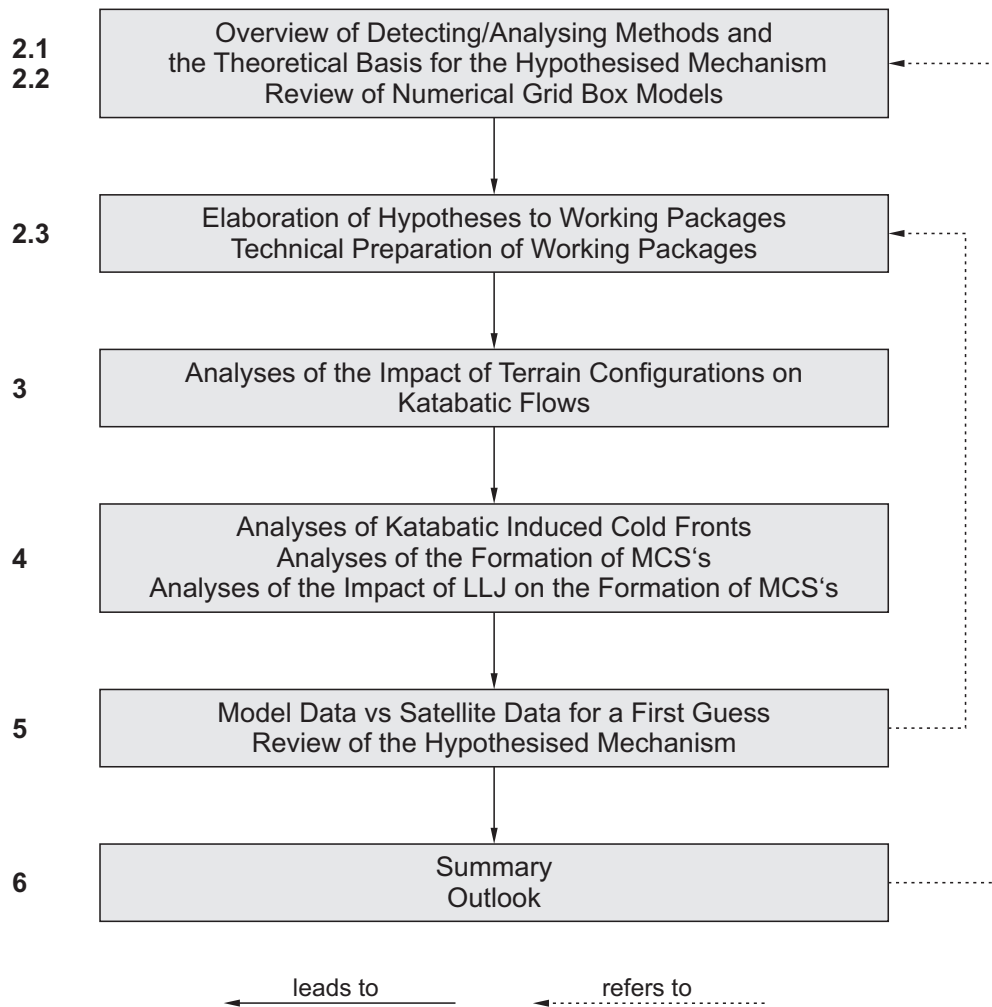 2.1
2.2
Overview of Detecting/Analysing Methods and
the Theoretical Basis for the Hypothesised Mechanism
Review of Numerical Grid Box Models
2.3
Elaboration of Hypotheses to Working Packages
Technical Preparation of Working Packages
3
Analyses of the Impact of Terrain Configurations on
Katabatic Flows
4
Analyses of Katabatic Induced Cold Fronts
Analyses of the Formation of MCS‘s
Analyses of the Impact of LLJ on the Formation of MCS‘s
5
Model Data vs Satellite Data for a First Guess
Review of the Hypothesised Mechanism
6
Summary
Outlook
leads to
refers to